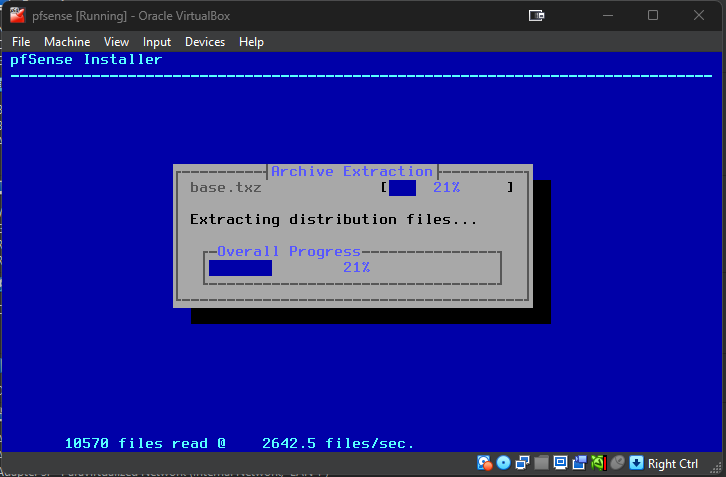 pfsense [Running] - Oracle VirtualBox
File Machine View Input Devices Help
pfSense Installer
Archive Extraction
base.txz [ 21% ]
Extracting distribution files...
Overall Progress
21%
10570 files read @ 2642.5 files/sec.
Right Ctrl